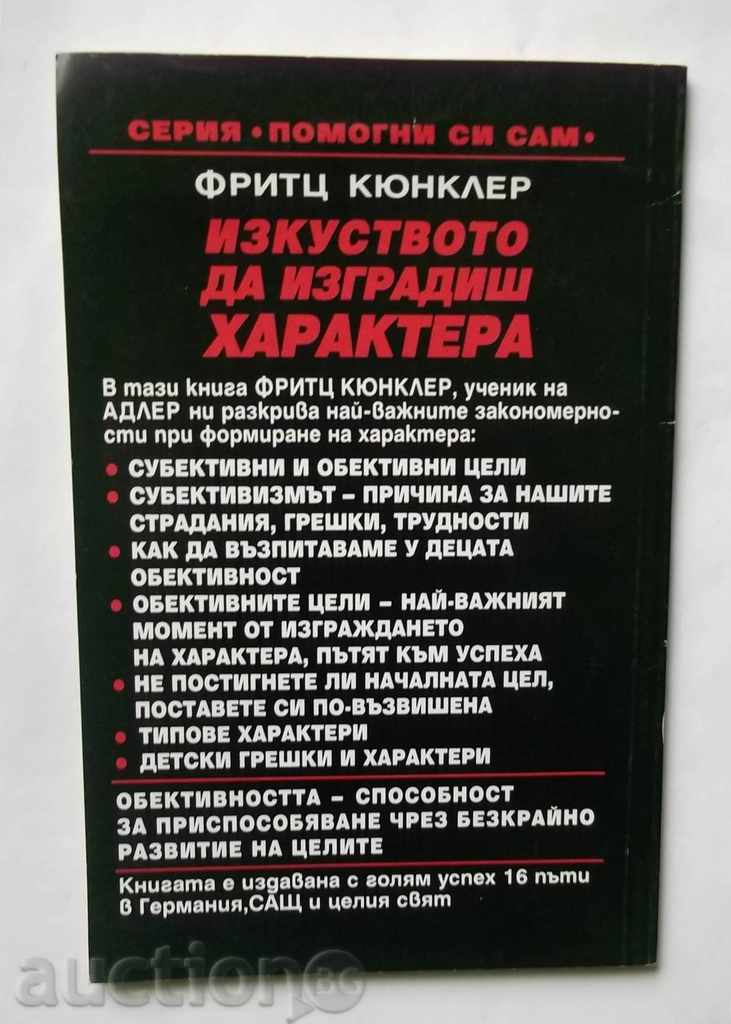 СЕРИЯ • ПОМОГНИ СИ САМ •
ФРИТЦ КЮНКЛЕР
ИЗКУСТВОТО
ДА ИЗГРАДИШ
ХАРАКТЕРА
В тази книга ФРИТЦ КЮНКЛЕР, ученик на
АДЛЕР ни разкрива най-важните закономерно-
сти при формиране на характера:
• СУБЕКТИВНИ И ОБЕКТИВНИ ЦЕЛИ
• СУБЕКТИВИЗМЪТ – ПРИЧИНА ЗА НАШИТЕ
СТРАДАНИЯ, ГРЕШКИ, ТРУДНОСТИ
• КАК ДА ВЪЗПИТАВАМЕ У ДЕЦАТА
ОБЕКТИВНОСТ
• ОБЕКТИВНИТЕ ЦЕЛИ – НАЙ-ВАЖНИЯТ
МОМЕНТ ОТ ИЗГРАЖДАНЕТО
НА ХАРАКТЕРА, ПЪТЯТ КЪМ УСПЕХА
• НЕ ПОСТИГНЕТЕ ЛИ НАЧАЛНАТА ЦЕЛ,
ПОСТАВЕТЕ СИ ПО-ВЪЗВИШЕНА
• ТИПОВЕ ХАРАКТЕРИ
• ДЕТСКИ ГРЕШКИ И ХАРАКТЕРИ
ОБЕКТИВНОСТТА – СПОСОБНОСТ
ЗА ПРИСПОСОБЯВАНЕ ЧРЕЗ БЕЗКРАЙНО
РАЗВИТИЕ НА ЦЕЛИТЕ
Книгата е издавана с голям успех 16 пъти
в Германия,САЩ и целия свят
auction BG